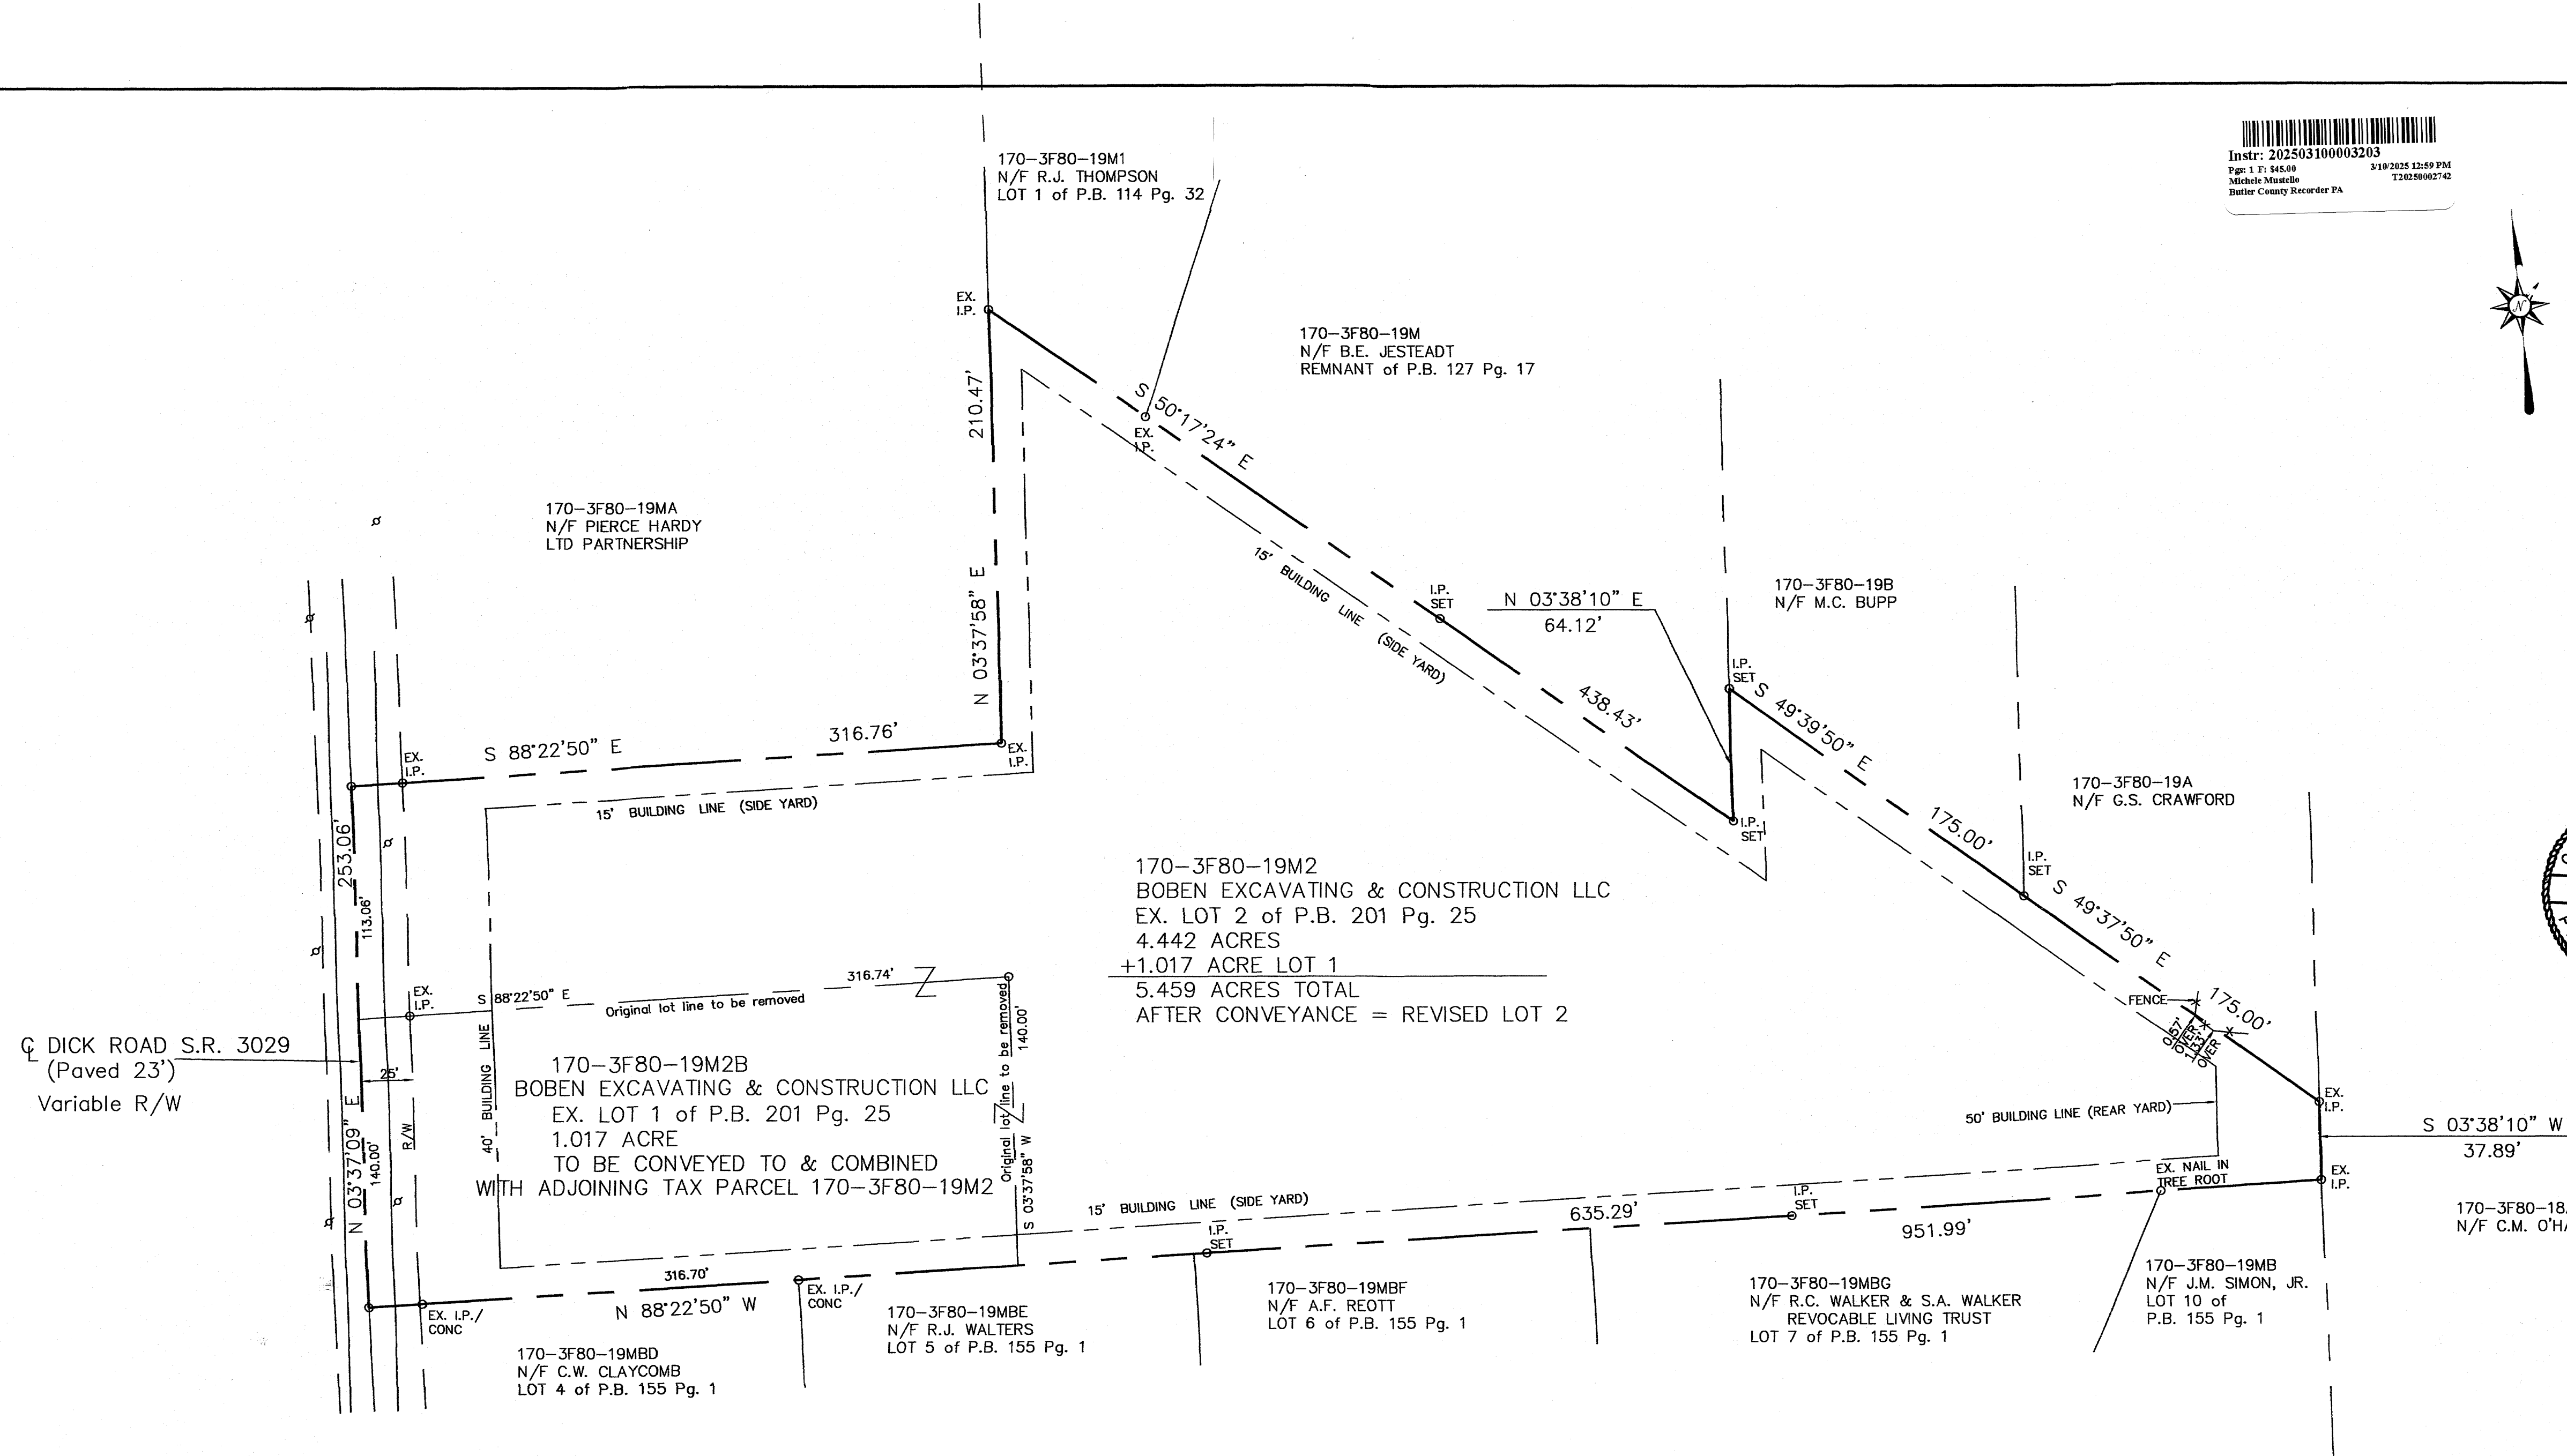 Instr: 202503100003203
Pgs: 1 F: $45.00 3/10/2025 12:59 PM
Michele Mustello T20250002742
Butler County Recorder PA
N
170-3F80-19M1
N/F R.J. THOMPSON
LOT 1 of P.B. 114 Pg. 32
EX.
I.P.
170-3F80-19M
N/F B.E. JESTEADT
REMNANT of P.B. 127 Pg. 17
210.47'
N 03°37'58" E
S 50°17'24" E
EX.
I.P.
170-3F80-19MA
N/F PIERCE HARDY
LTD PARTNERSHIP
15' BUILDING LINE (SIDE YARD)
I.P.
SET
N 03°38'10" E
64.12'
170-3F80-19B
N/F M.C. BUPP
I.P.
SET
438.43'
S 49°39'50" E
175.00'
S 88°22'50" E 316.76'
EX.
I.P.
EX.
I.P.
15' BUILDING LINE (SIDE YARD)
I.P.
SET
170-3F80-19A
N/F G.S. CRAWFORD
I.P.
SET
S 49°37'50" E
175.00'
253.06'
113.06'
170-3F80-19M2
BOBEN EXCAVATING & CONSTRUCTION LLC
EX. LOT 2 of P.B. 201 Pg. 25
4.442 ACRES
+1.017 ACRE LOT 1
5.459 ACRES TOTAL
AFTER CONVEYANCE = REVISED LOT 2
EX.
I.P.
S 88°22'50" E 316.74'
Original lot line to be removed
Original lot line to be removed
140.00'
S 03°37'58" W
FENCE
0.57'
OVER
1.33'
OVER
℄ DICK ROAD S.R. 3029
(Paved 23')
Variable R/W
25'
R/W
N 03°37'09" E
140.00'
40' BUILDING LINE
170-3F80-19M2B
BOBEN EXCAVATING & CONSTRUCTION LLC
EX. LOT 1 of P.B. 201 Pg. 25
1.017 ACRE
TO BE CONVEYED TO & COMBINED
WITH ADJOINING TAX PARCEL 170-3F80-19M2
50' BUILDING LINE (REAR YARD)
EX.
I.P.
S 03°38'10" W
37.89'
EX. NAIL IN
TREE ROOT
EX.
I.P.
15' BUILDING LINE (SIDE YARD)
I.P.
SET
635.29'
I.P.
SET
951.99'
316.70'
N 88°22'50" W
EX. I.P./
CONC
EX. I.P./
CONC
170-3F80-18
N/F C.M.
170-3F80-19MB
N/F J.M. SIMON, JR.
LOT 10 of
P.B. 155 Pg. 1
170-3F80-19MBG
N/F R.C. WALKER & S.A. WALKER
REVOCABLE LIVING TRUST
LOT 7 of P.B. 155 Pg. 1
170-3F80-19MBF
N/F A.F. REOTT
LOT 6 of P.B. 155 Pg. 1
170-3F80-19MBE
N/F R.J. WALTERS
LOT 5 of P.B. 155 Pg. 1
170-3F80-19MBD
N/F C.W. CLAYCOMB
LOT 4 of P.B. 155 Pg. 1